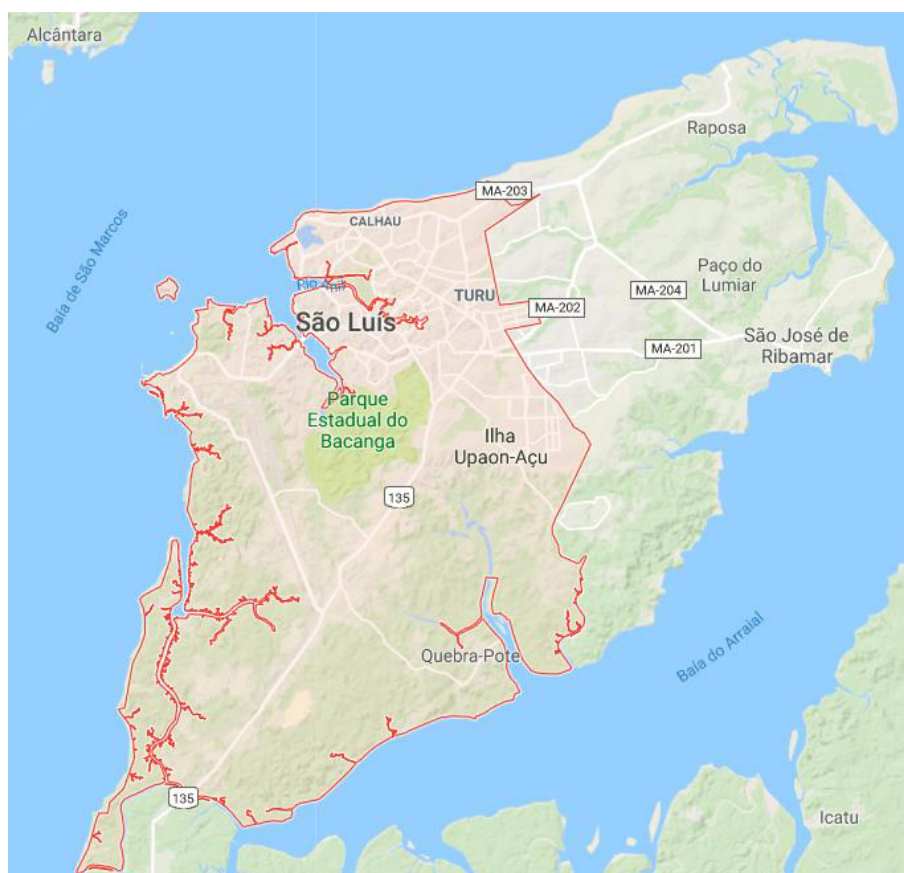 Alcântara
Raposa
MA-203
CALHAU
Baía de São Marcos
Paço do
Lumiar
Rio Anil
TURU
MA-204
MA-202
São Luís
São José de
Ribamar
MA-201
Parque
Estadual do
Bacanga
Ilha
Upaon-Açu
135
Baía do Arraial
Quebra-Pote
135
Icatu